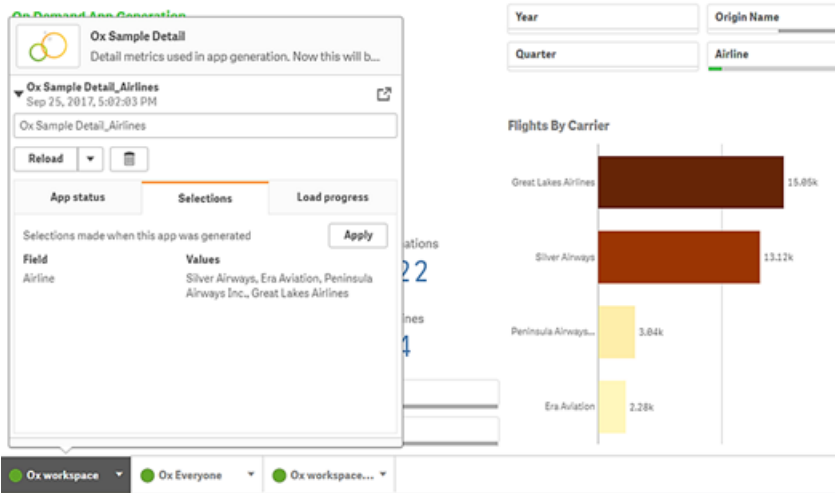 On Demand App Generation
Ox Sample Detail
Detail metrics used in app generation. Now this will b...
Ox Sample Detail_Airlines
Sep 25, 2017, 5:02:03 PM
Ox Sample Detail_Airlines
Reload
App status
Selections
Load progress
Selections made when this app was generated
Apply
Field
Values
Airline
Silver Airways, Era Aviation, Peninsula
Airways Inc., Great Lakes Airlines
ations
22
ines
4
Year
Origin Name
Quarter
Airline
Flights By Carrier
Great Lakes Airlines
15.05k
Silver Airways
13.12k
Peninsula Airways...
3.04k
Era Aviation
2.28k
Ox workspace
Ox Everyone
Ox workspace...